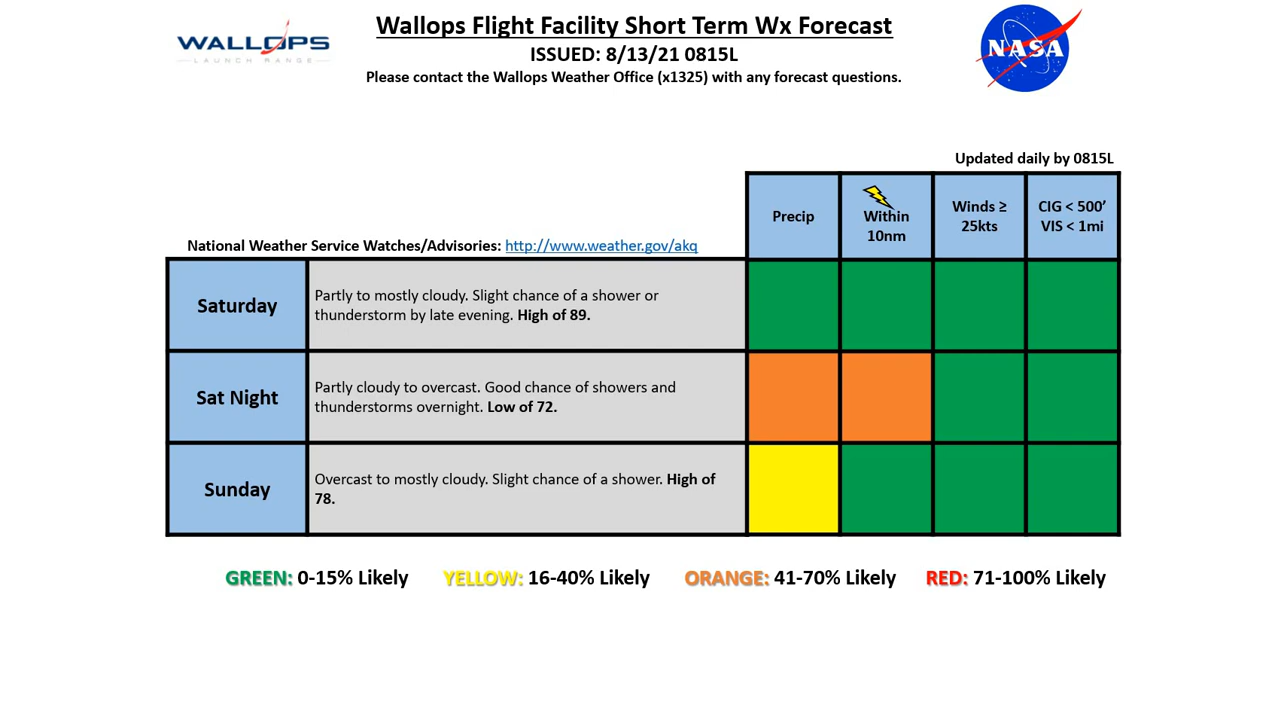 WALLOPS
LAUNCH RANGE
Wallops Flight Facility Short Term Wx Forecast
ISSUED: 8/13/21 0815L
Please contact the Wallops Weather Office (x1325) with any forecast questions.
NASA
Updated daily by 0815L
National Weather Service Watches/Advisories: http://www.weather.gov/akq
Precip
Within
10nm
Winds ≥
25kts
CIG < 500’
VIS < 1mi
Saturday
Partly to mostly cloudy. Slight chance of a shower or
thunderstorm by late evening. High of 89.
Sat Night
Partly cloudy to overcast. Good chance of showers and
thunderstorms overnight. Low of 72.
Sunday
Overcast to mostly cloudy. Slight chance of a shower. High of
78.
GREEN: 0-15% Likely YELLOW: 16-40% Likely ORANGE: 41-70% Likely RED: 71-100% Likely